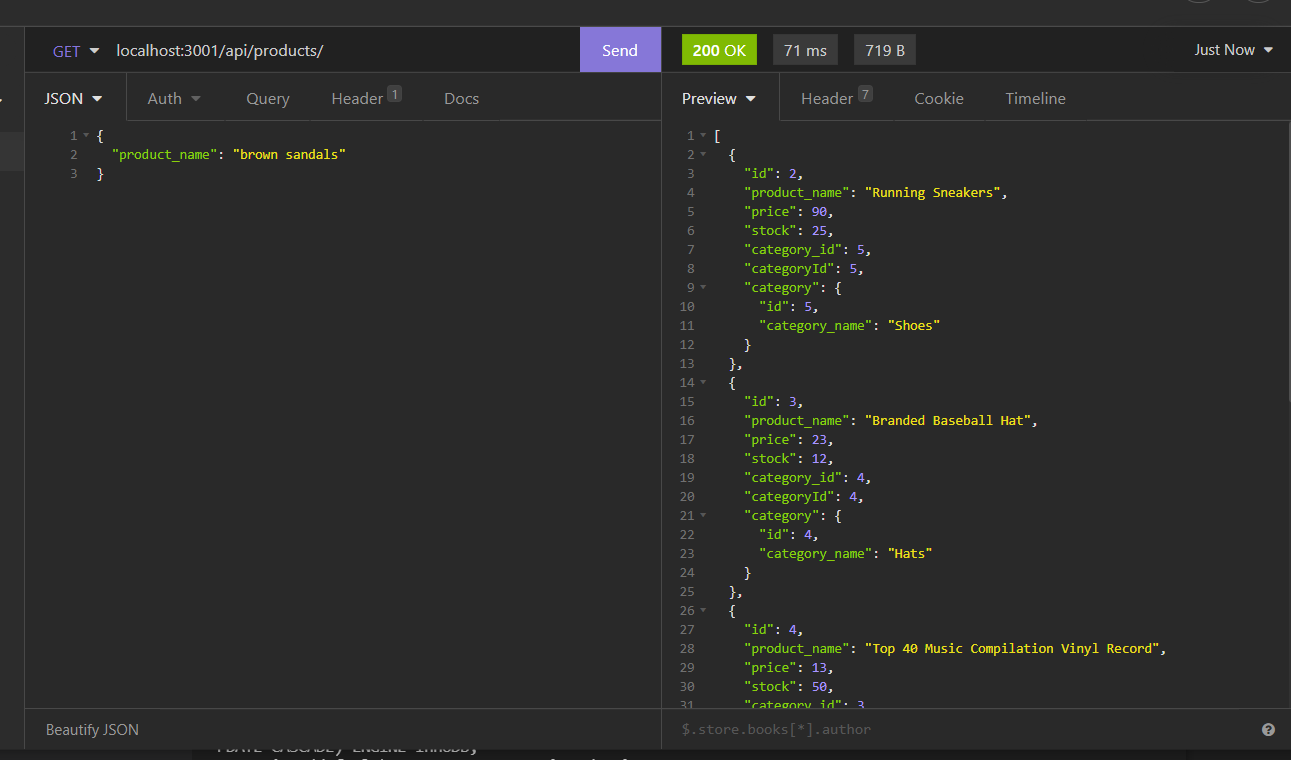 GET localhost:3001/api/products/ Send 200 OK 71 ms 719 B Just Now
JSON Auth Query Header 1 Docs
1 {
2 "product_name": "brown sandals"
3 }
Beautify JSON
Preview Header 7 Cookie Timeline
1 [
2 {
3 "id": 2,
4 "product_name": "Running Sneakers",
5 "price": 90,
6 "stock": 25,
7 "category_id": 5,
8 "categoryId": 5,
9 "category": {
10 "id": 5,
11 "category_name": "Shoes"
12 }
13 },
14 {
15 "id": 3,
16 "product_name": "Branded Baseball Hat",
17 "price": 23,
18 "stock": 12,
19 "category_id": 4,
20 "categoryId": 4,
21 "category": {
22 "id": 4,
23 "category_name": "Hats"
24 }
25 },
26 {
27 "id": 4,
28 "product_name": "Top 40 Music Compilation Vinyl Record",
29 "price": 13,
30 "stock": 50,
31 "category_id": 3
$.store.books[*].author